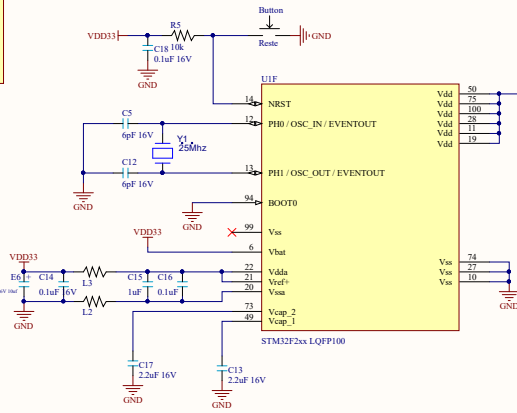 Button
R5
VDD33
GND
C18
10k
Reste
0.1uF 16V
GND
U1F
14
NRST
Vdd
50
Vdd
75
C5
12
PH0 / OSC_IN / EVENTOUT
Vdd
100
Vdd
28
6pF 16V
Y1
Vdd
11
25Mhz
Vdd
19
C12
13
PH1 / OSC_OUT / EVENTOUT
6pF 16V
GND
94
BOOT0
GND
99
Vss
VDD33
6
Vbat
VDD33
Vss
74
E6
C14
L3
C15
C16
22
Vdda
Vss
27
21
Vref+
Vss
10
0.1uF 16V
1uF
0.1uF
20
Vssa
L2
73
Vcap_2
GND
49
Vcap_1
GND
STM32F2xx LQFP100
C17
2.2uF 16V
C13
2.2uF 16V
GND
GND